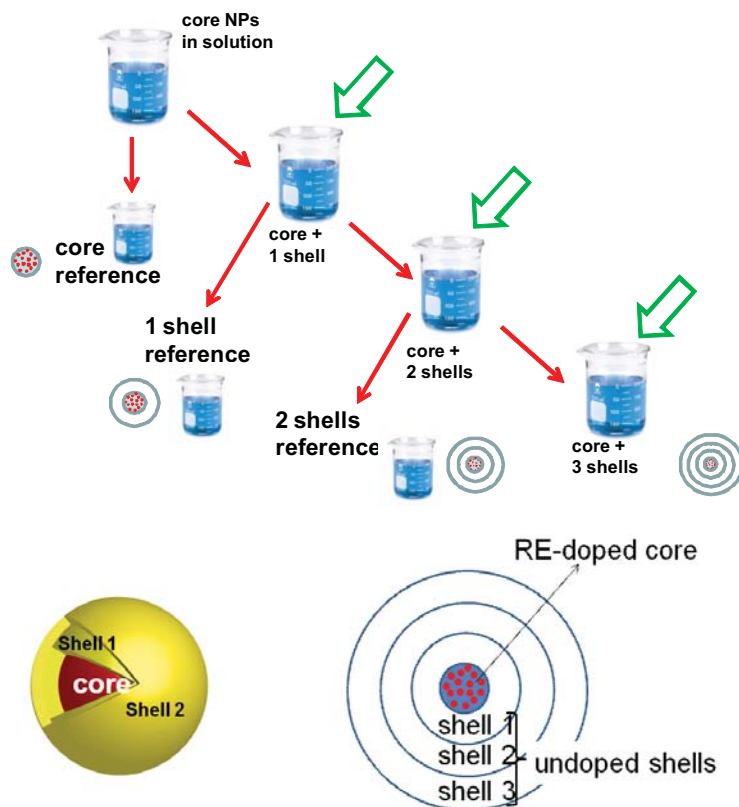 core NPs
in solution
core
reference
core +
1 shell
1 shell
reference
core +
2 shells
2 shells
reference
core +
3 shells
RE-doped core
Shell 1
core
Shell 2
shell 1
shell 2
shell 3
undoped shells